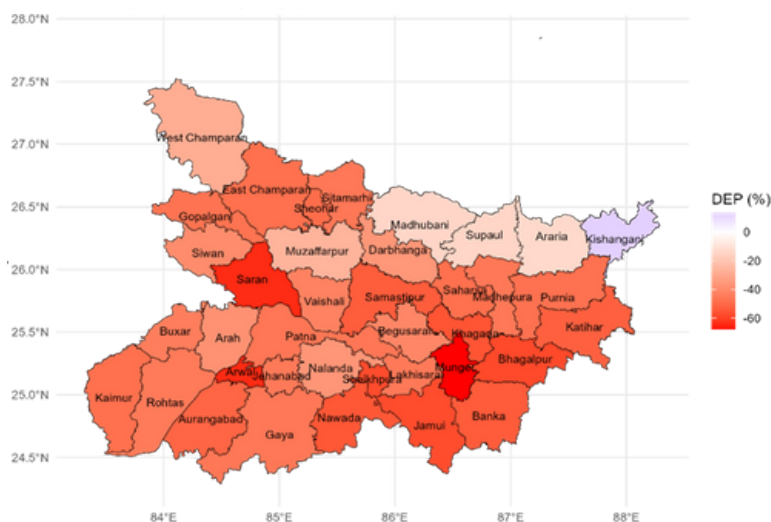 28.0°N
27.5°N
27.0°N
26.5°N
26.0°N
25.5°N
25.0°N
24.5°N
West Champaran
East Champaran
Sitamarhi
Sheohar
Gopalganj
Madhubani
Supaul
Araria
Kishanganj
Siwan
Muzaffarpur
Darbhanga
Saran
Vaishali
Samastipur
Saharsa
Madhepura
Purnia
Katihar
Buxar
Arah
Patna
Begusarai
Khagaria
Bhagalpur
Arwal
Jehanabad
Nalanda
Sheikhpura
Lakhisarai
Munger
Kaimur
Rohtas
Aurangabad
Gaya
Nawada
Jamui
Banka
84°E
85°E
86°E
87°E
88°E
DEP (%)
0
-20
-40
-60